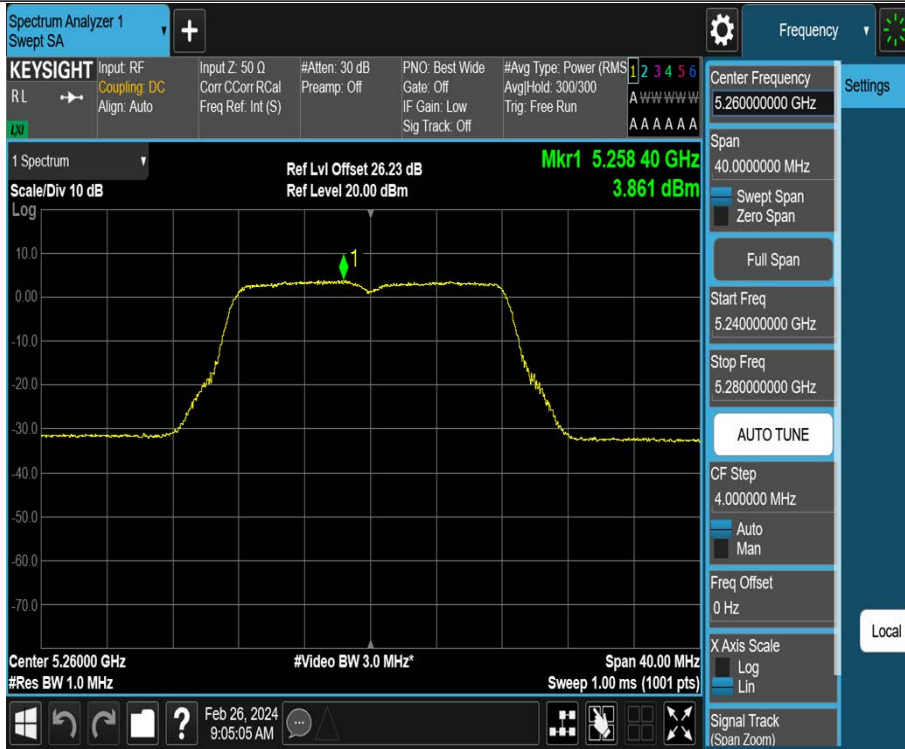 Spectrum Analyzer 1
Swept SA
+
Frequency
KEYSIGHT
R L
LXI
Input: RF
Coupling: DC
Align: Auto
Input Z: 50 Ω
Corr CCorr RCal
Freq Ref: Int (S)
#Atten: 30 dB
Preamp: Off
PNO: Best Wide
Gate: Off
IF Gain: Low
Sig Track: Off
#Avg Type: Power (RMS
Avg|Hold: 300/300
Trig: Free Run
1 2 3 4 5 6
A W W W W W
A A A A A A
1 Spectrum
Scale/Div 10 dB
Log
Ref Lvl Offset 26.23 dB
Ref Level 20.00 dBm
Mkr1 5.258 40 GHz
3.861 dBm
1
10.0
0.00
-10.0
-20.0
-30.0
-40.0
-50.0
-60.0
-70.0
Center 5.26000 GHz
#Res BW 1.0 MHz
#Video BW 3.0 MHz*
Span 40.00 MHz
Sweep 1.00 ms (1001 pts)
?
Feb 26, 2024
9:05:05 AM
Center Frequency
5.260000000 GHz
Span
40.0000000 MHz
Swept Span
Zero Span
Full Span
Start Freq
5.240000000 GHz
Stop Freq
5.280000000 GHz
AUTO TUNE
CF Step
4.000000 MHz
Auto
Man
Freq Offset
0 Hz
X Axis Scale
Log
Lin
Signal Track
(Span Zoom)
Settings
Local